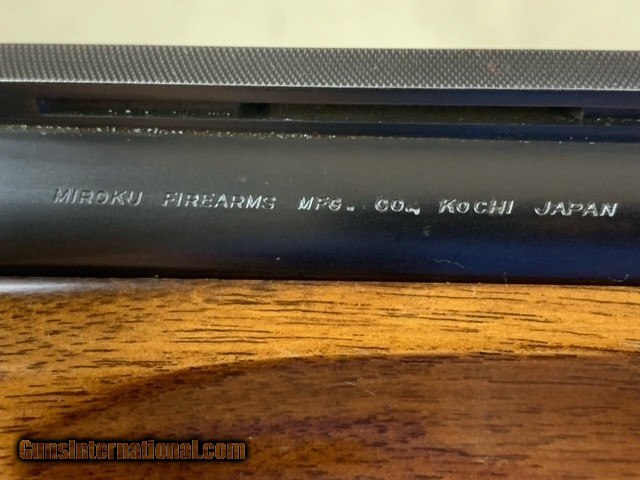 MIROKU FIREARMS MFG. CO., KOCHI JAPAN
GunsInternational.com